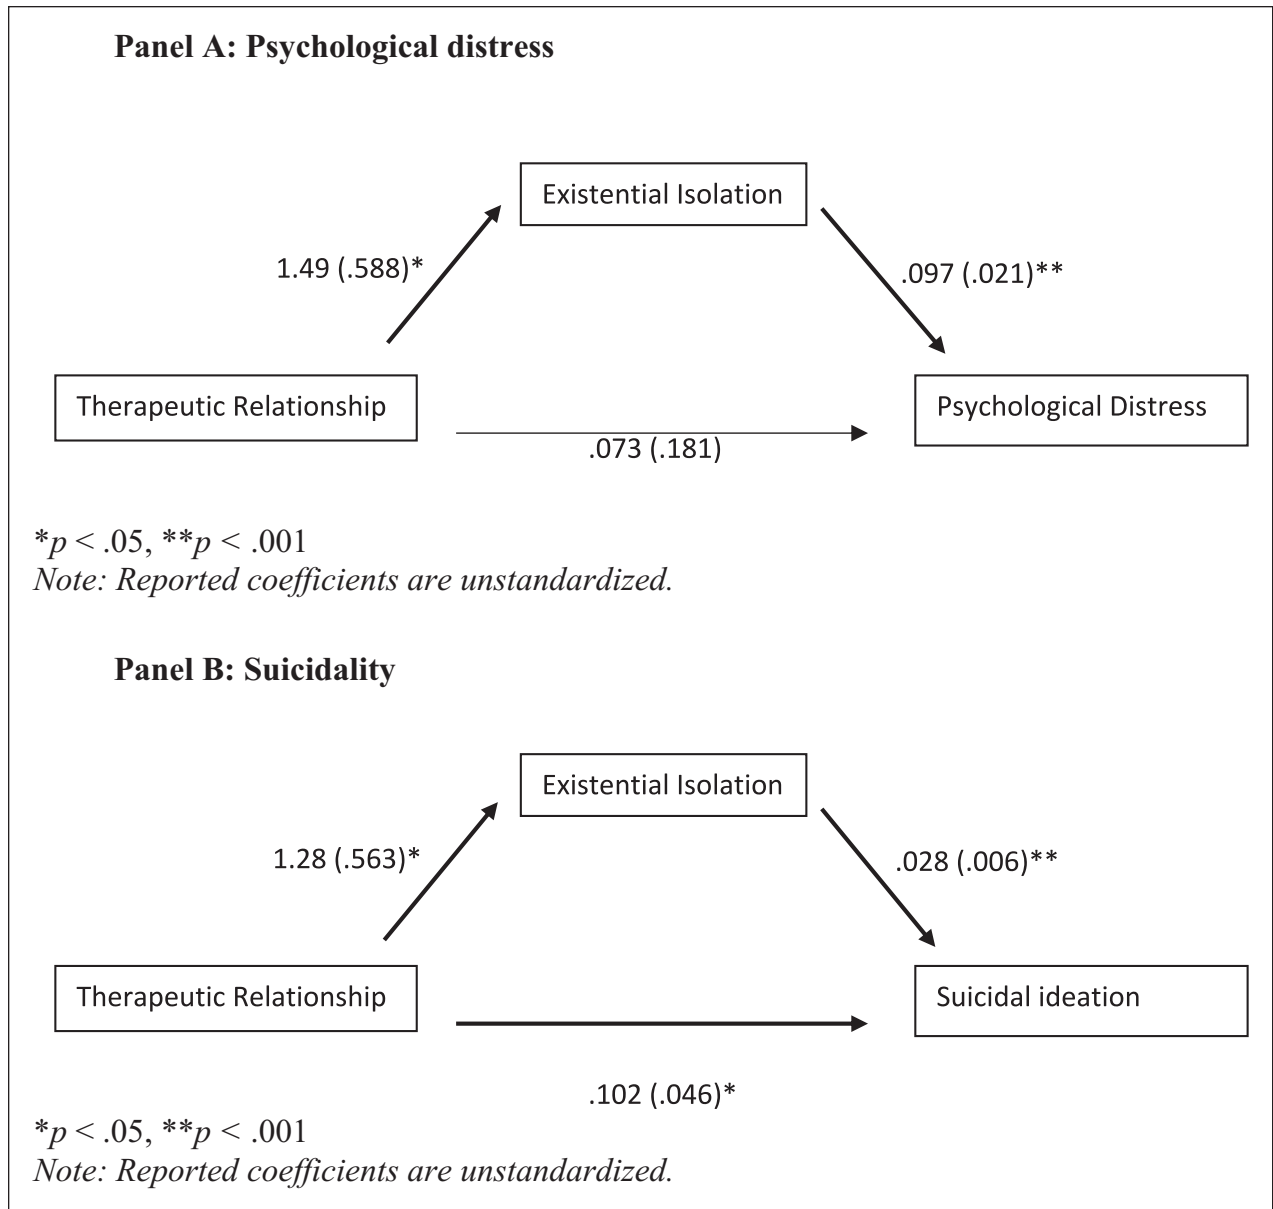 Panel A: Psychological distress
Existential Isolation
1.49 (.588)*
.097 (.021)**
Therapeutic Relationship
Psychological Distress
.073 (.181)
*p < .05, **p < .001
Note: Reported coefficients are unstandardized.
Panel B: Suicidality
Existential Isolation
1.28 (.563)*
.028 (.006)**
Therapeutic Relationship
Suicidal ideation
.102 (.046)*
*p < .05, **p < .001
Note: Reported coefficients are unstandardized.